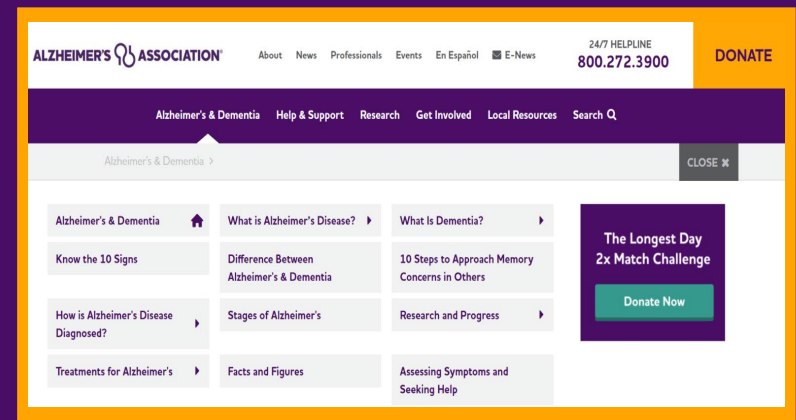 ALZHEIMER'S ASSOCIATION®
About News Professionals Events En Español E-News
24/7 HELPLINE
800.272.3900
DONATE
Alzheimer's & Dementia Help & Support Research Get Involved Local Resources Search
Alzheimer's & Dementia >
CLOSE ✖
Alzheimer's & Dementia
What is Alzheimer's Disease?
What Is Dementia?
Know the 10 Signs
Difference Between
Alzheimer's & Dementia
10 Steps to Approach Memory
Concerns in Others
How is Alzheimer's Disease
Diagnosed?
Stages of Alzheimer's
Research and Progress
Treatments for Alzheimer's
Facts and Figures
Assessing Symptoms and
Seeking Help
The Longest Day
2x Match Challenge
Donate Now